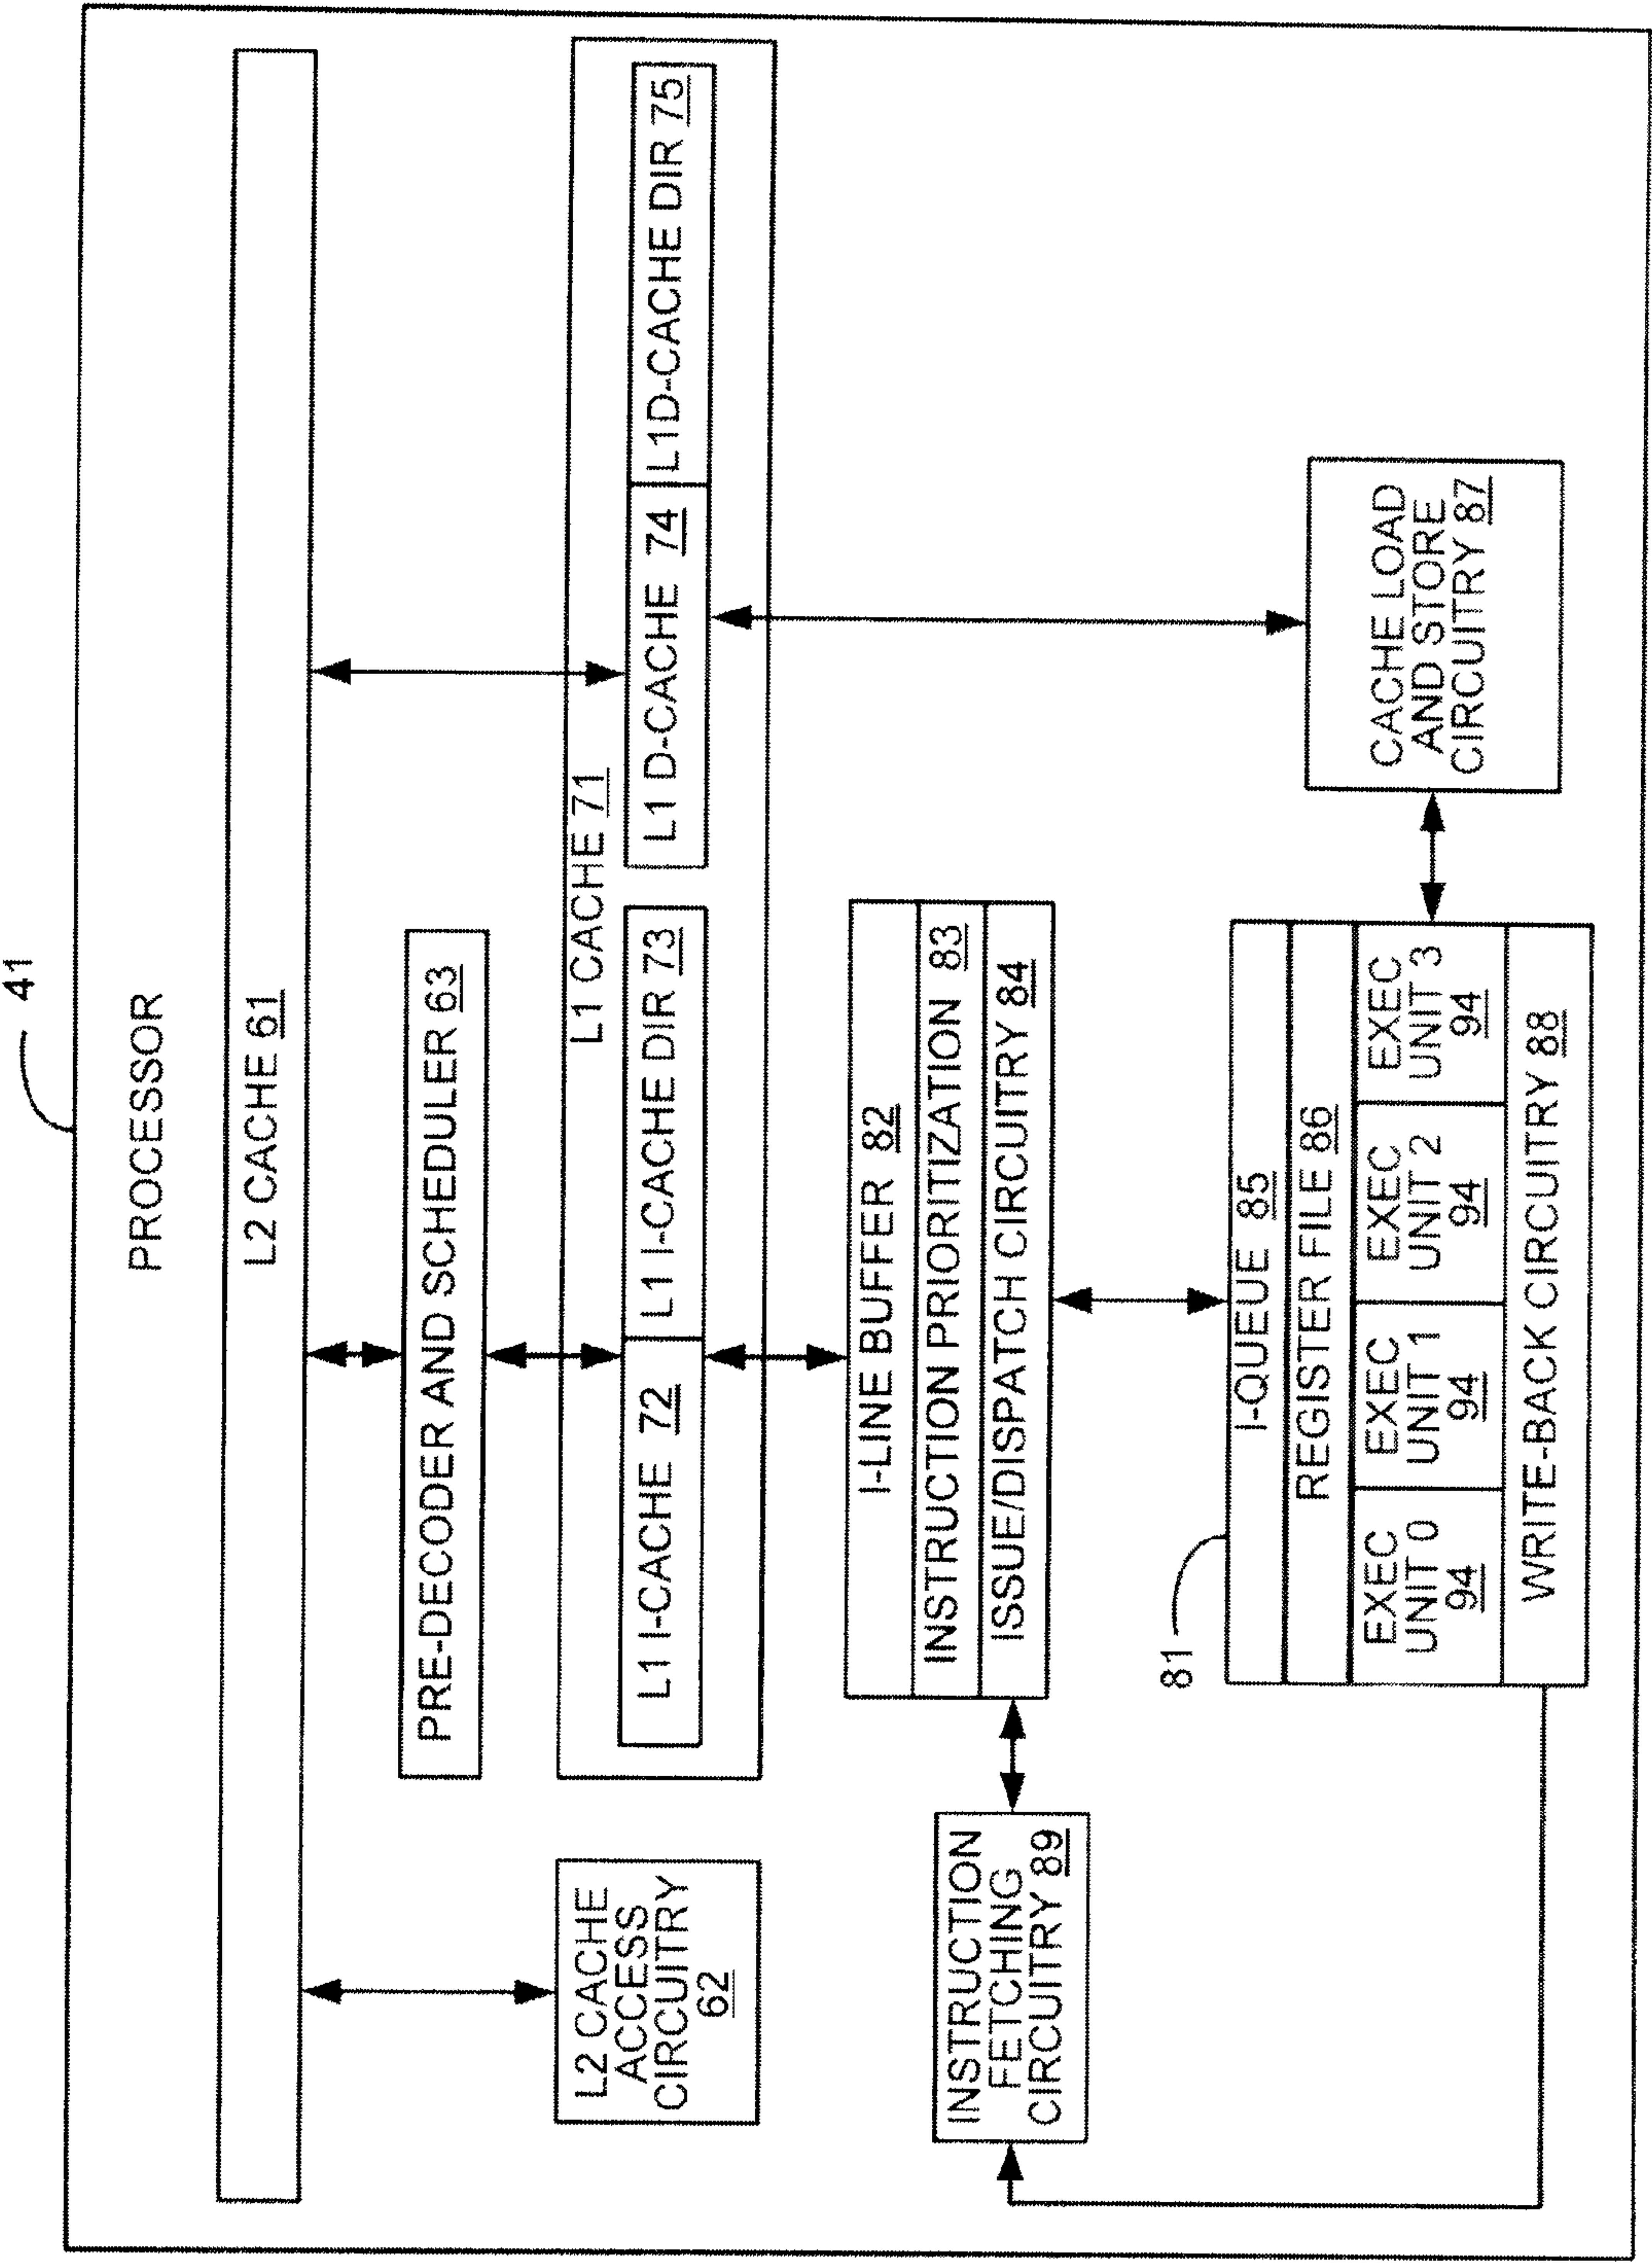 41
PROCESSOR
L2 CACHE 61
PRE-DECODER AND SCHEDULER 63
L2 CACHE
ACCESS
CIRCUITRY
62
L1 CACHE 71
L1 I-CACHE 72
L1 I-CACHE DIR 73
L1 D-CACHE 74
L1D-CACHE DIR 75
I-LINE BUFFER 82
INSTRUCTION PRIORITIZATION 83
ISSUE/DISPATCH CIRCUITRY 84
INSTRUCTION
FETCHING
CIRCUITRY 89
81
I-QUEUE 85
REGISTER FILE 86
EXEC
UNIT 0
94
EXEC
UNIT 1
94
EXEC
UNIT 2
94
EXEC
UNIT 3
94
WRITE-BACK CIRCUITRY 88
CACHE LOAD
AND STORE
CIRCUITRY 87